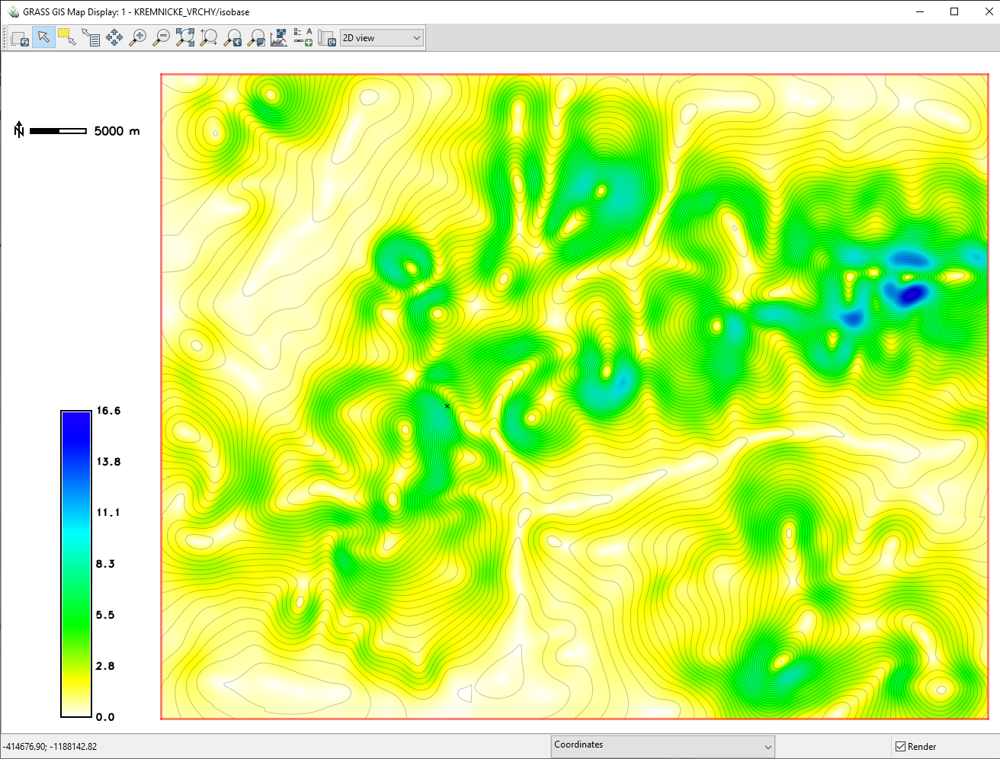 GRASS GIS Map Display: 1 - KREMNICKE_VRCHY/isobase
A
2D view
N
5000 m
16.6
13.8
11.1
8.3
5.5
2.8
0.0
-414676.90; -1188142.82
Coordinates
Render